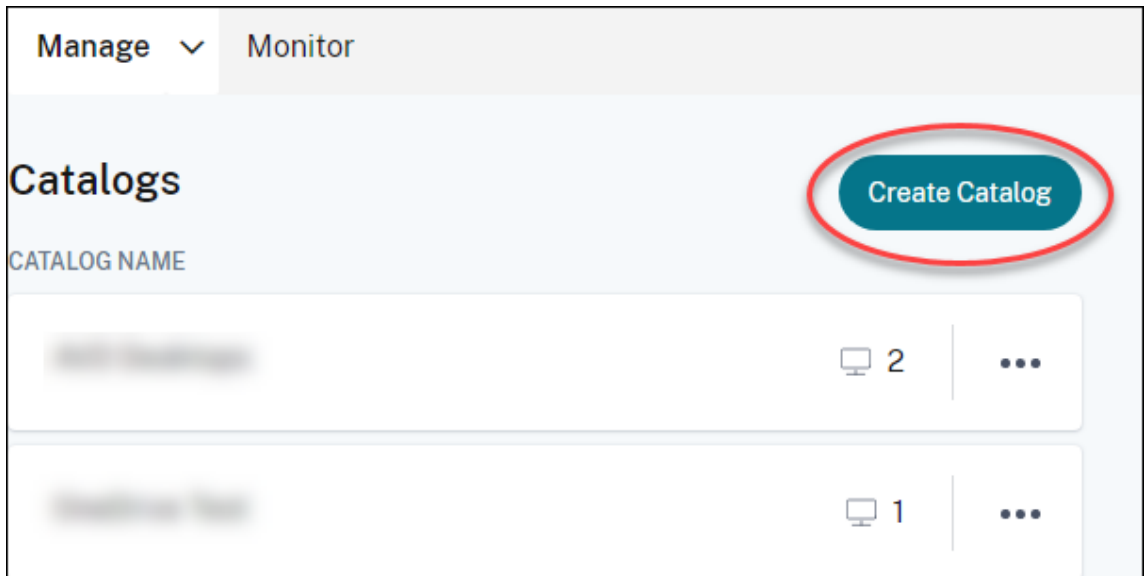 Manage Monitor
Catalogs
Create Catalog
CATALOG NAME
2
1